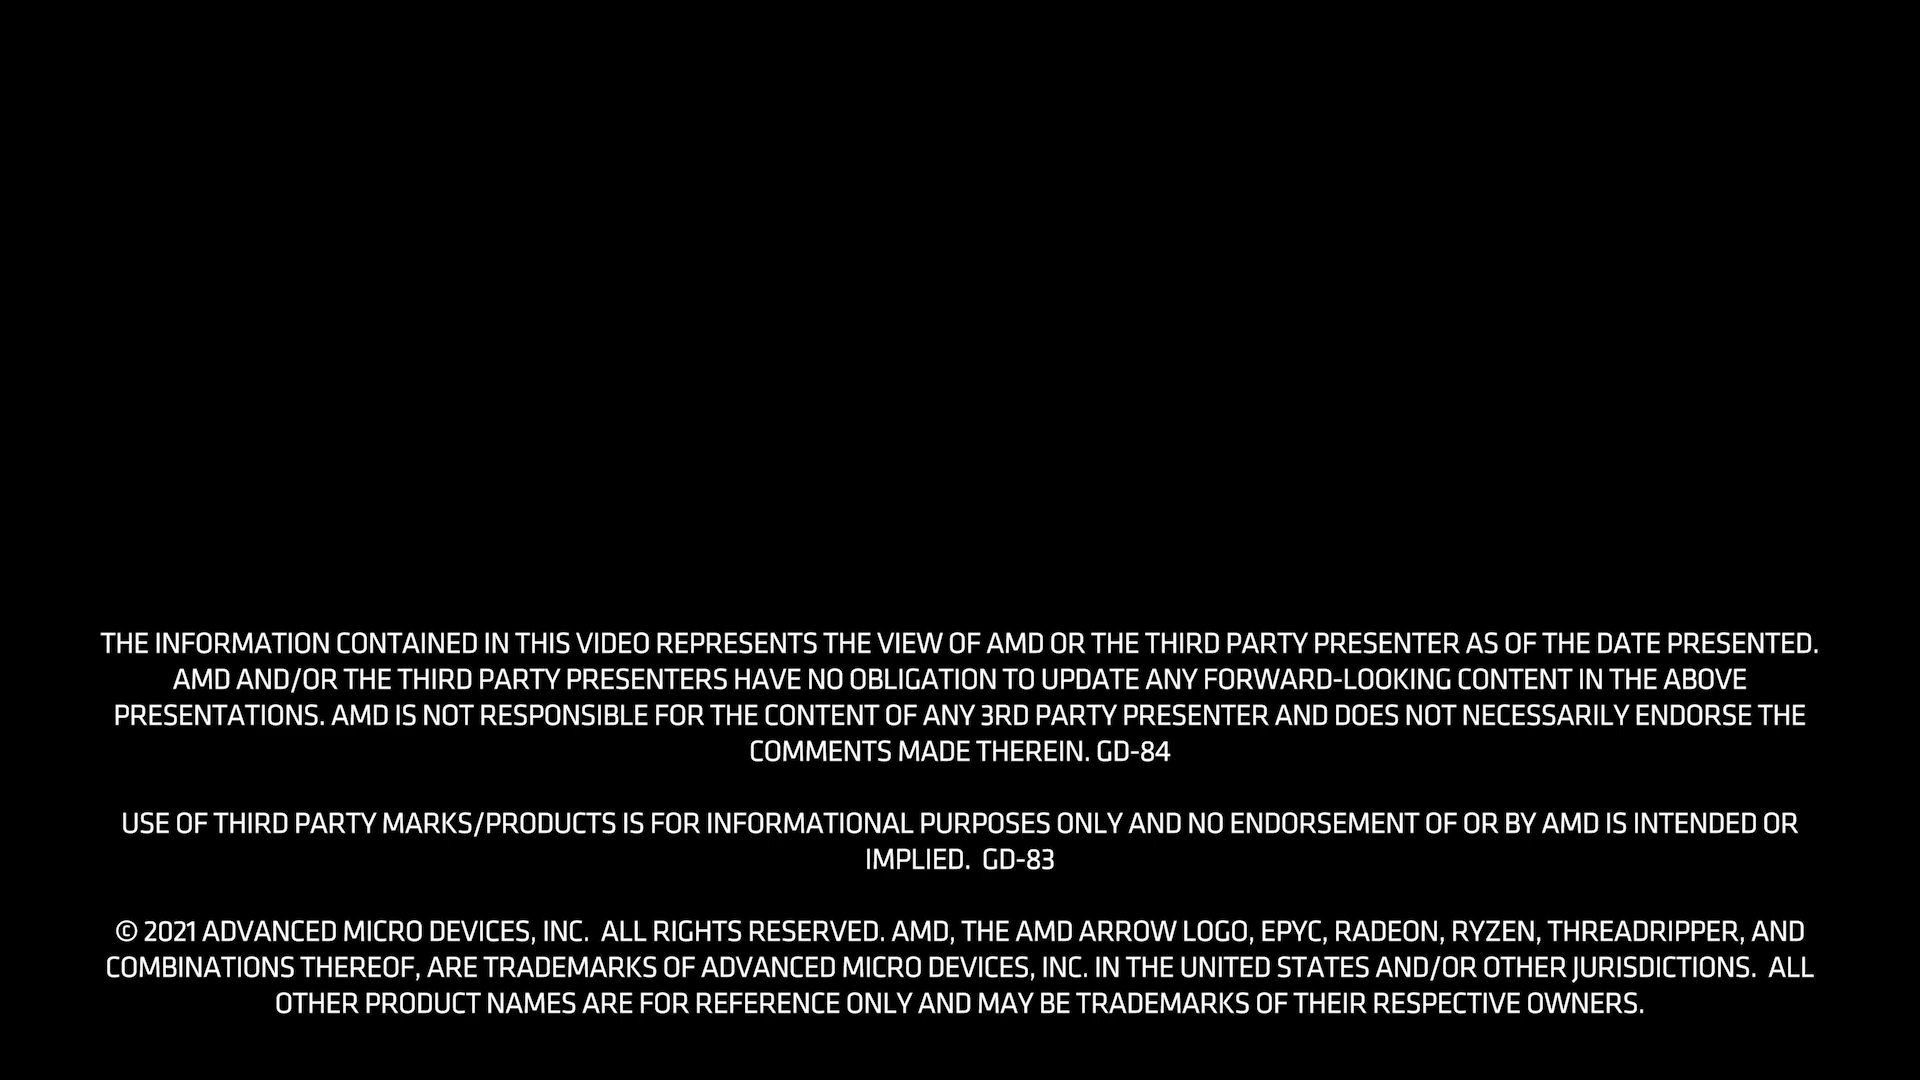 THE INFORMATION CONTAINED IN THIS VIDEO REPRESENTS THE VIEW OF AMD OR THE THIRD PARTY PRESENTER AS OF THE DATE PRESENTED.
AMD AND/OR THE THIRD PARTY PRESENTERS HAVE NO OBLIGATION TO UPDATE ANY FORWARD-LOOKING CONTENT IN THE ABOVE
PRESENTATIONS. AMD IS NOT RESPONSIBLE FOR THE CONTENT OF ANY 3RD PARTY PRESENTER AND DOES NOT NECESSARILY ENDORSE THE
COMMENTS MADE THEREIN. GD-84
USE OF THIRD PARTY MARKS/PRODUCTS IS FOR INFORMATIONAL PURPOSES ONLY AND NO ENDORSEMENT OF OR BY AMD IS INTENDED OR
IMPLIED.  GD-83
© 2021 ADVANCED MICRO DEVICES, INC.  ALL RIGHTS RESERVED. AMD, THE AMD ARROW LOGO, EPYC, RADEON, RYZEN, THREADRIPPER, AND
COMBINATIONS THEREOF, ARE TRADEMARKS OF ADVANCED MICRO DEVICES, INC. IN THE UNITED STATES AND/OR OTHER JURISDICTIONS.  ALL
OTHER PRODUCT NAMES ARE FOR REFERENCE ONLY AND MAY BE TRADEMARKS OF THEIR RESPECTIVE OWNERS.